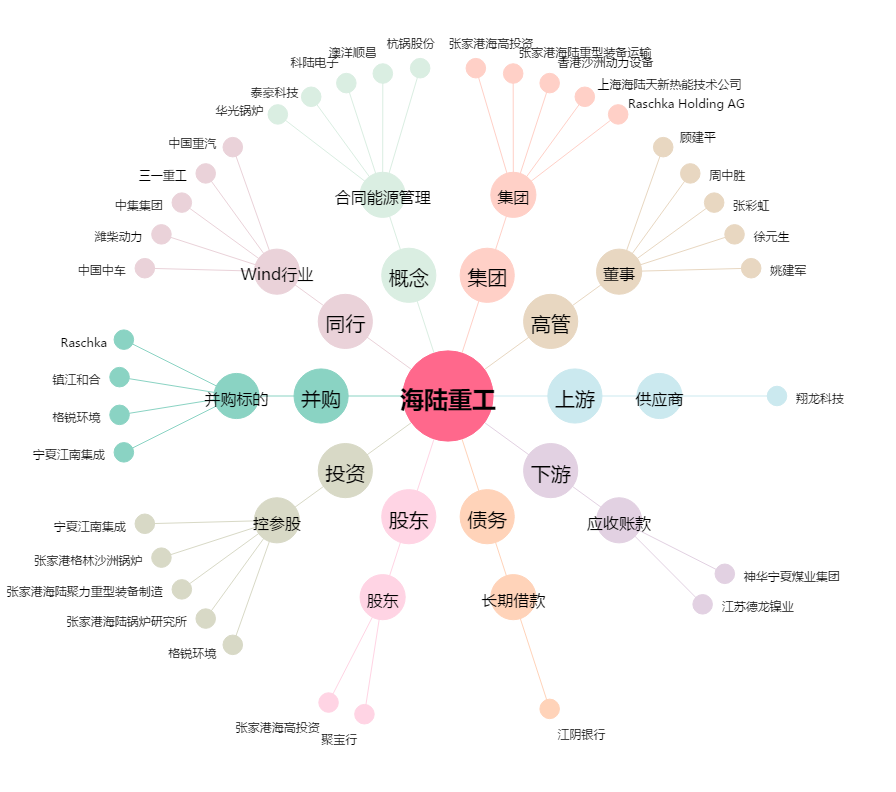 杭锅股份
张家港海高投资
澳洋顺昌
张家港海陆重型装备运输
科陆电子
香港沙洲动力设备
泰豪科技
上海海陆天新热能技术公司
华光锅炉
Raschka Holding AG
中国重汽
顾建平
三一重工
周中胜
合同能源管理
集团
中集集团
张彩虹
潍柴动力
徐元生
中国中车
Wind行业
概念
集团
董事
姚建军
同行
高管
Raschka
镇江和合
并购标的
并购
海陆重工
上游
供应商
翔龙科技
格锐环境
宁夏江南集成
投资
下游
宁夏江南集成
控参股
股东
债务
应收账款
张家港格林沙洲锅炉
神华宁夏煤业集团
张家港海陆聚力重型装备制造
股东
长期借款
江苏德龙镍业
张家港海陆锅炉研究所
格锐环境
张家港海高投资
聚宝行
江阴银行